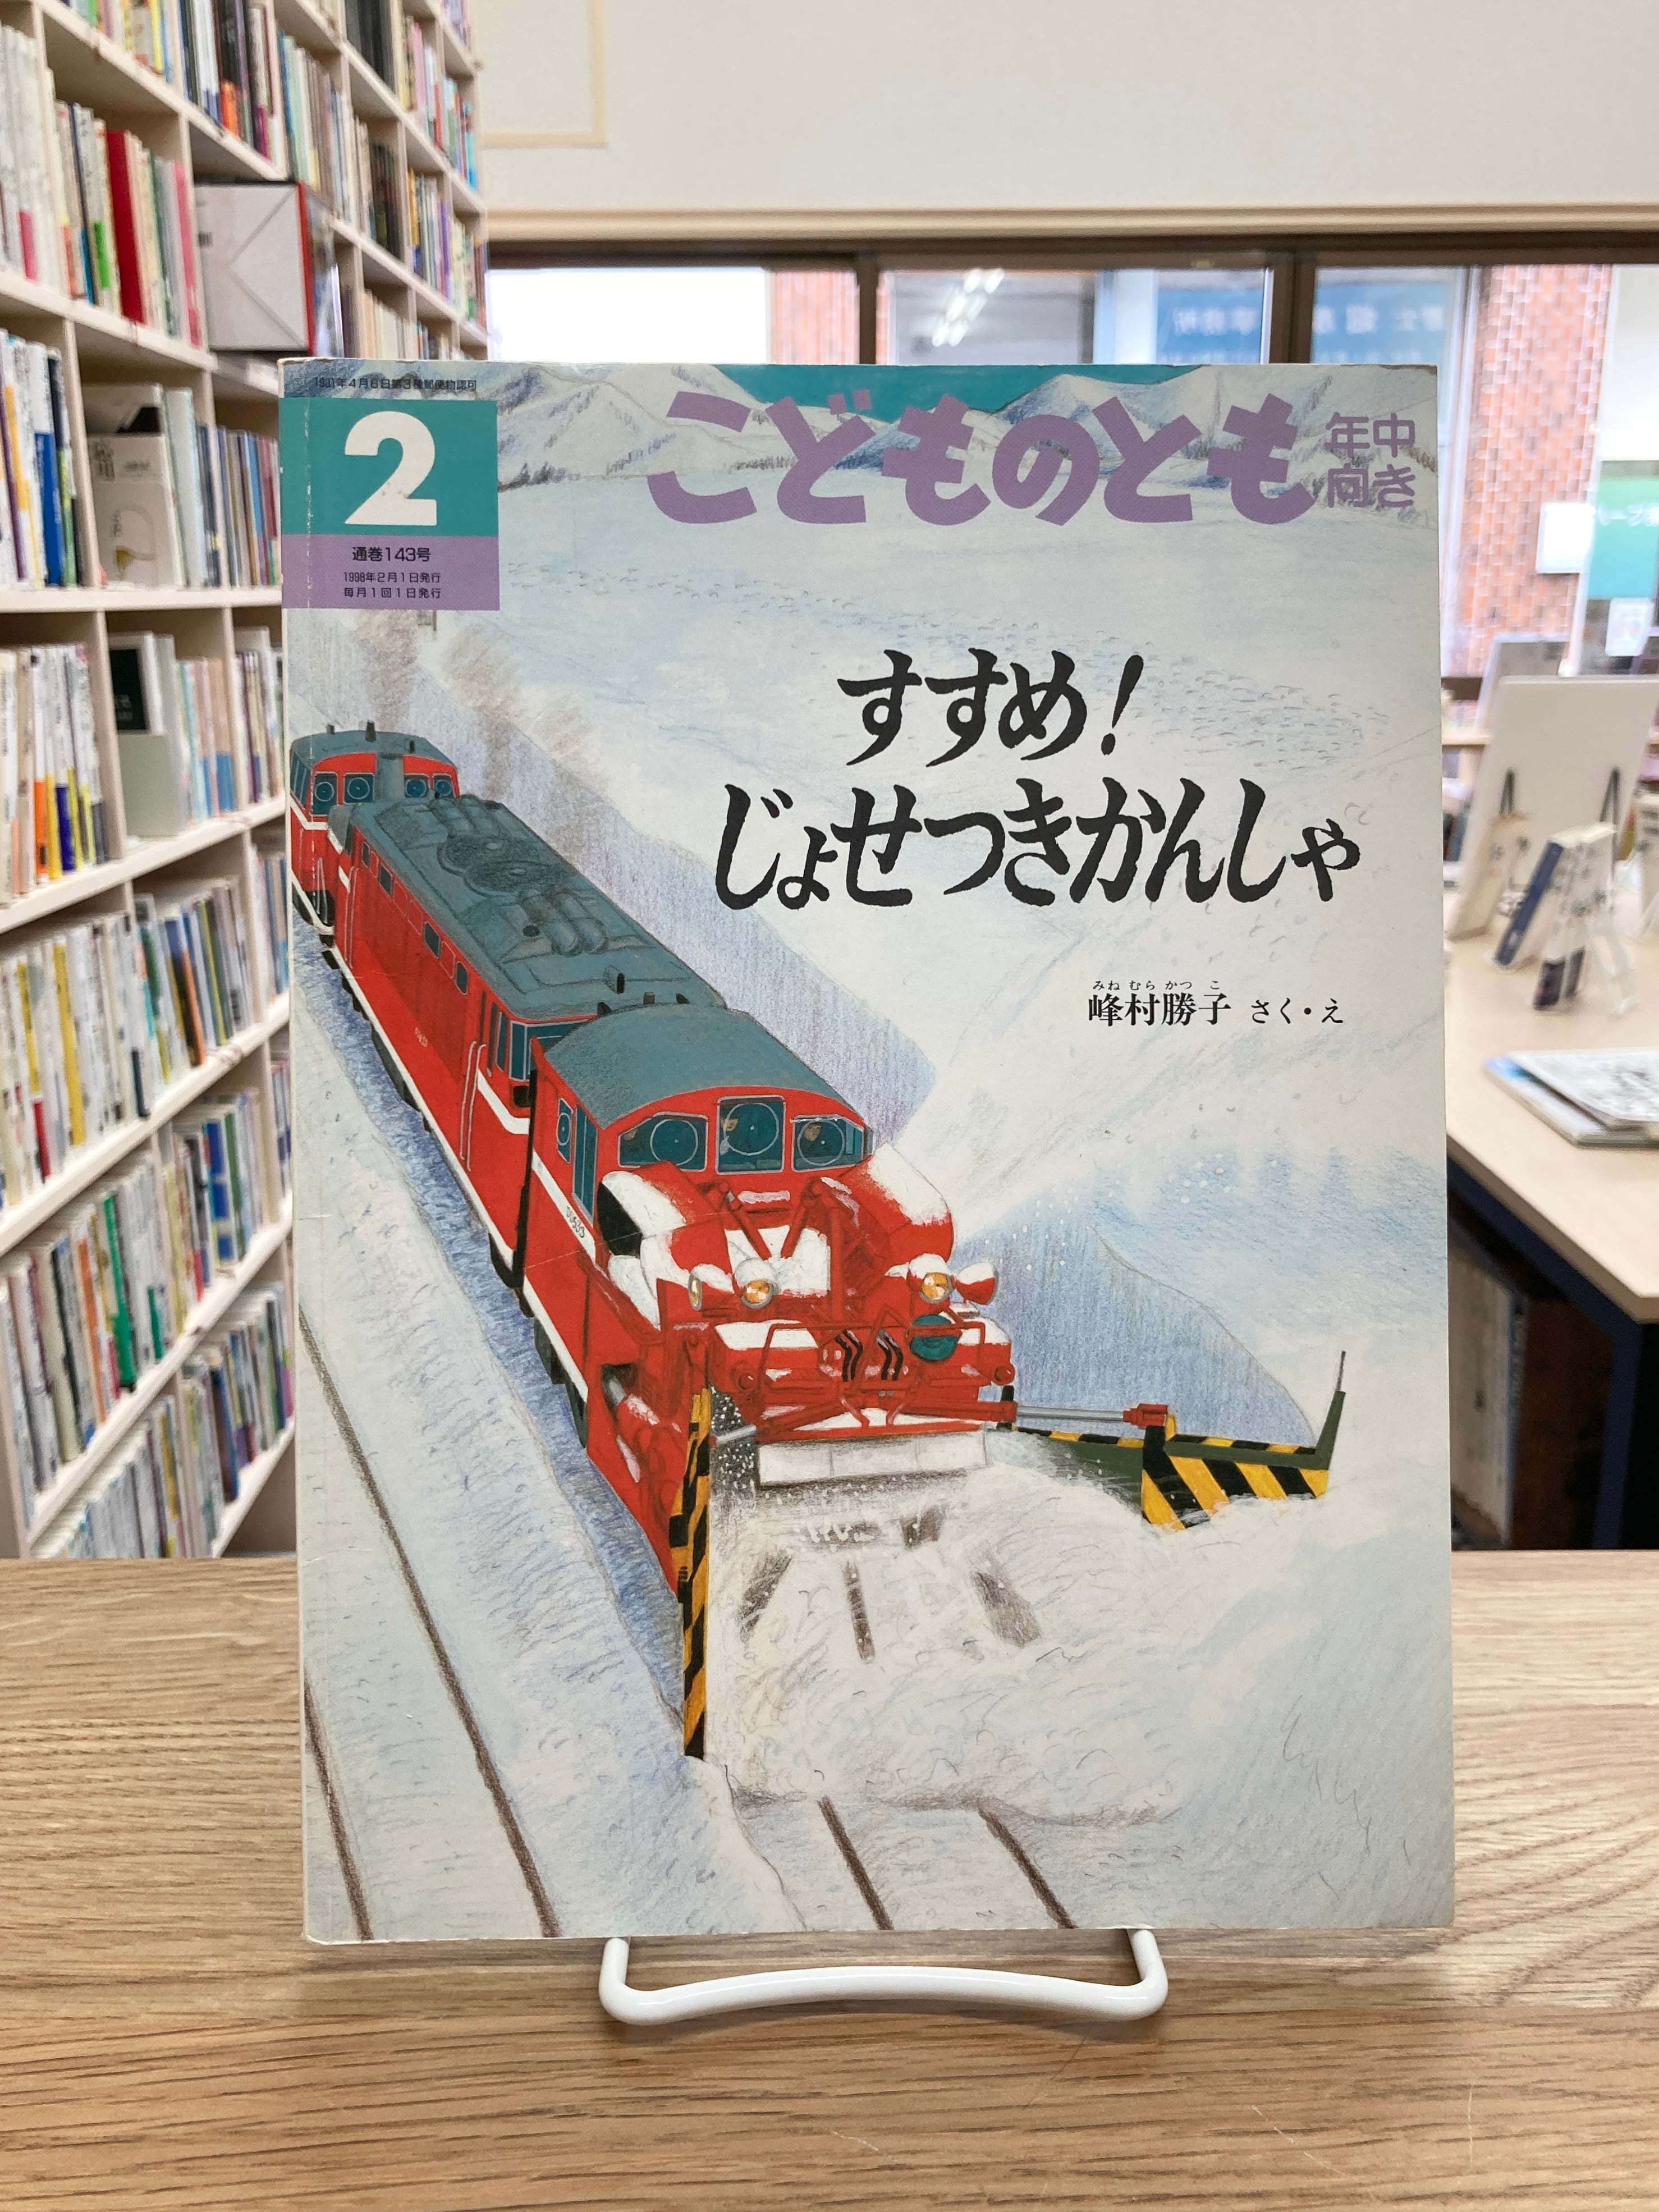 1991年4月6日第3種郵便物認可
2
通巻143号
1998年2月1日発行
毎月1回1日発行
こどものとも
年中
向き
すすめ!
じょせつきかんしゃ
みねむらかつこ
峰村勝子 さく・え